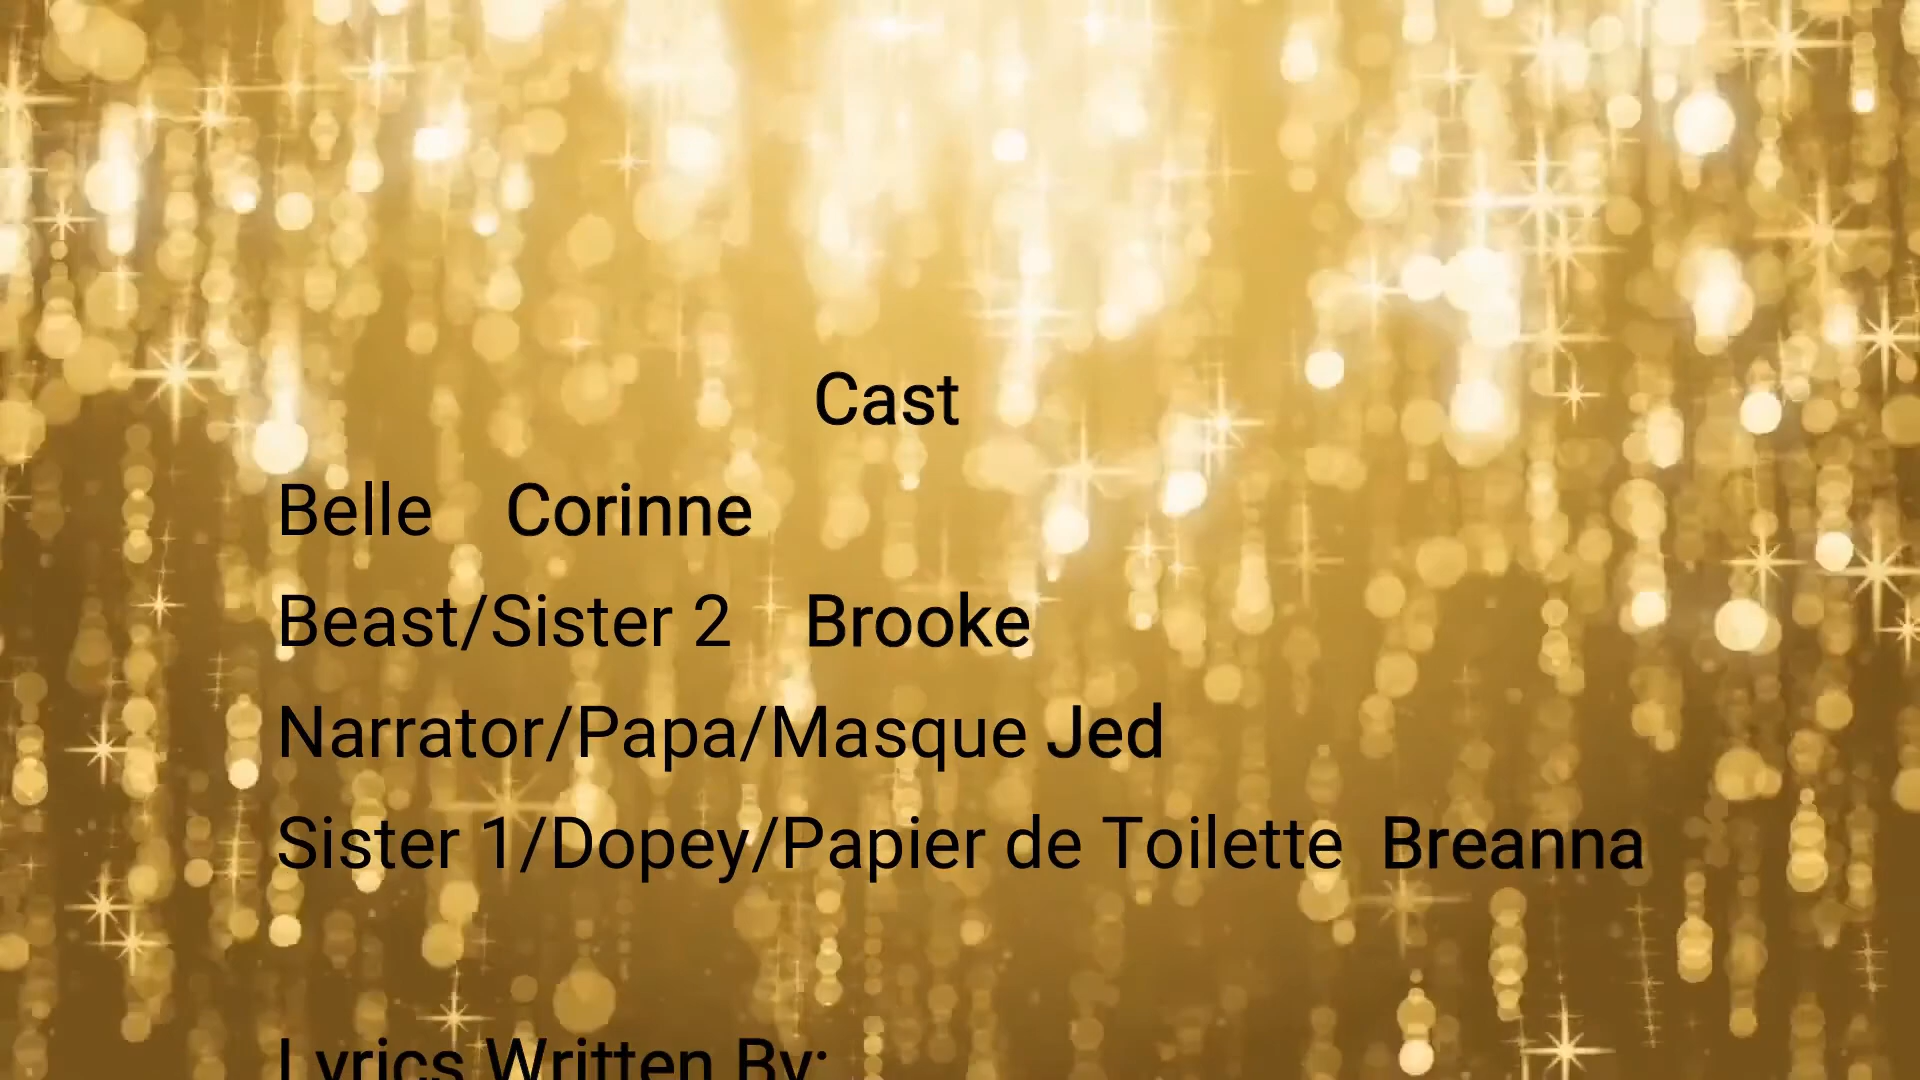 Cast
Belle Corinne
Beast/Sister 2 Brooke
Narrator/Papa/Masque Jed
Sister 1/Dopey/Papier de Toilette Breanna
Lyrics Written By: